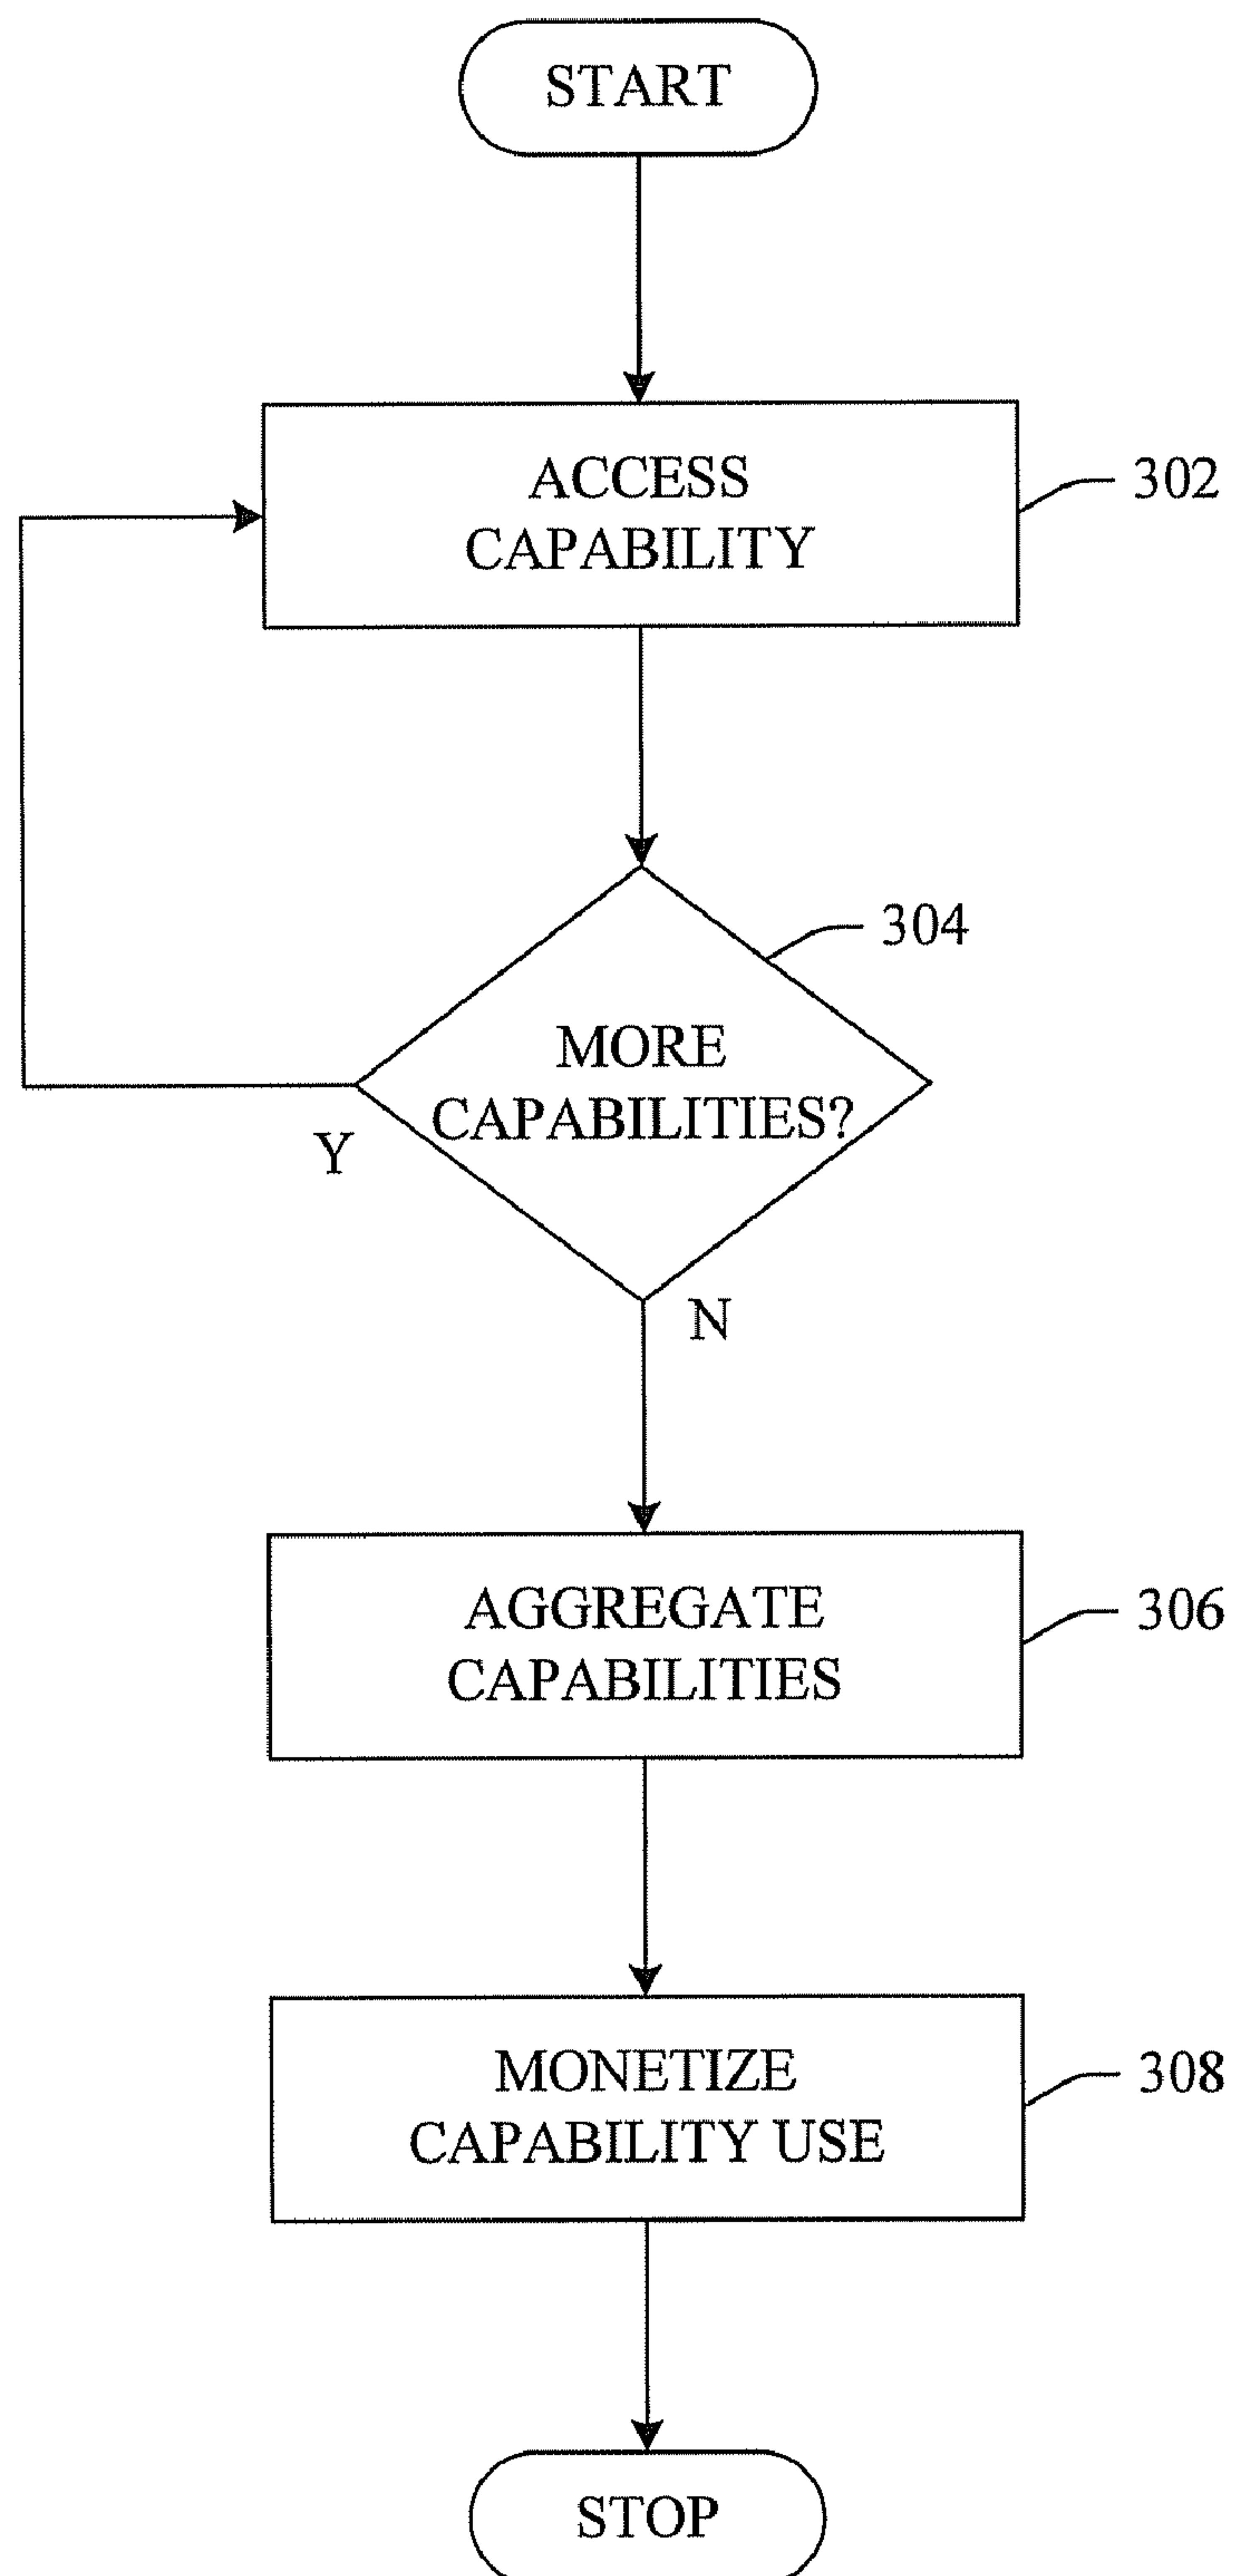 START
ACCESS
CAPABILITY
302
304
MORE
CAPABILITIES?
Y
N
AGGREGATE
CAPABILITIES
306
MONETIZE
CAPABILITY USE
308
STOP